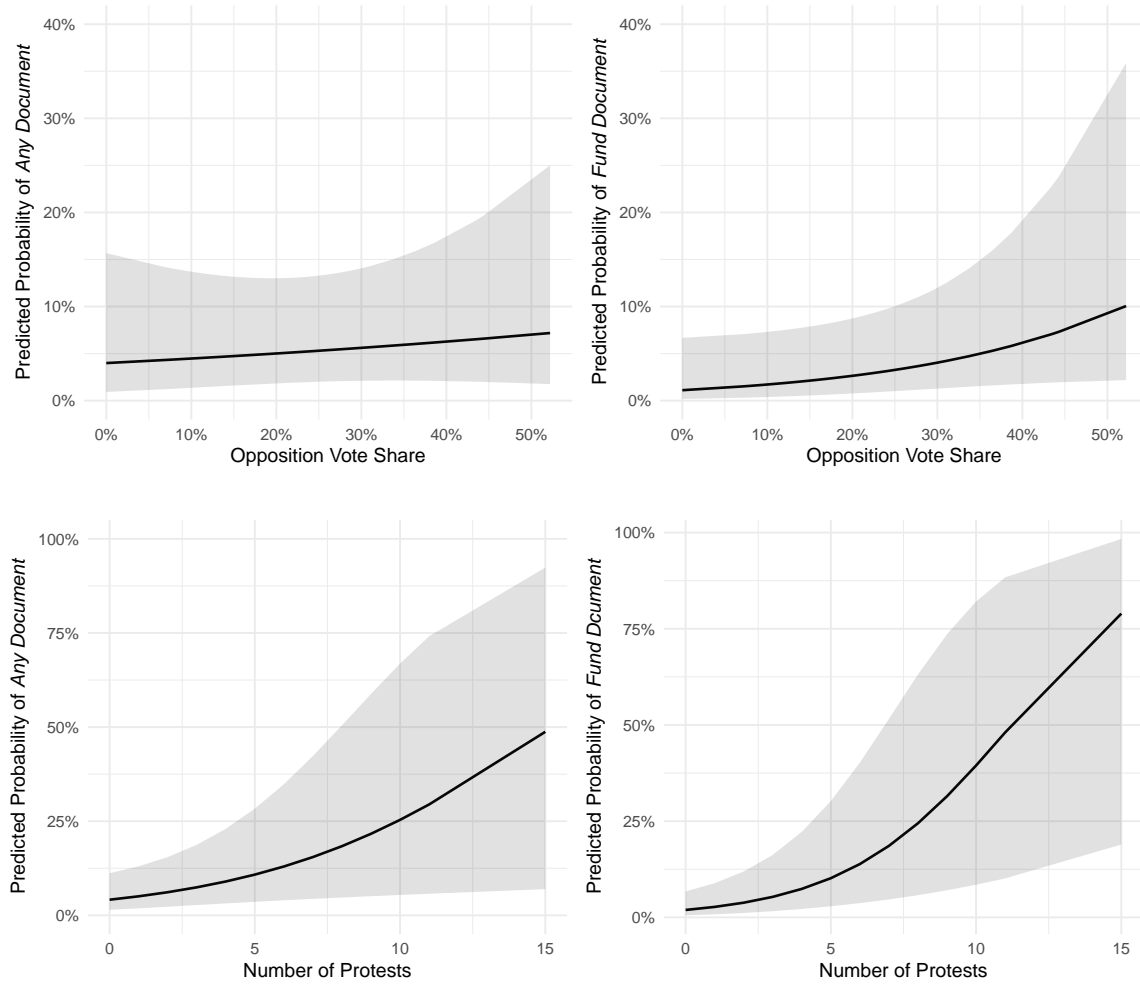 Predicted Probability of Any Document
40%
30%
20%
10%
0%
0% 10% 20% 30% 40% 50%
Opposition Vote Share
Predicted Probability of Fund Document
40%
30%
20%
10%
0%
0% 10% 20% 30% 40% 50%
Opposition Vote Share
Predicted Probability of Any Document
100%
75%
50%
25%
0%
0 5 10 15
Number of Protests
Predicted Probability of Fund Dcument
100%
75%
50%
25%
0%
0 5 10 15
Number of Protests